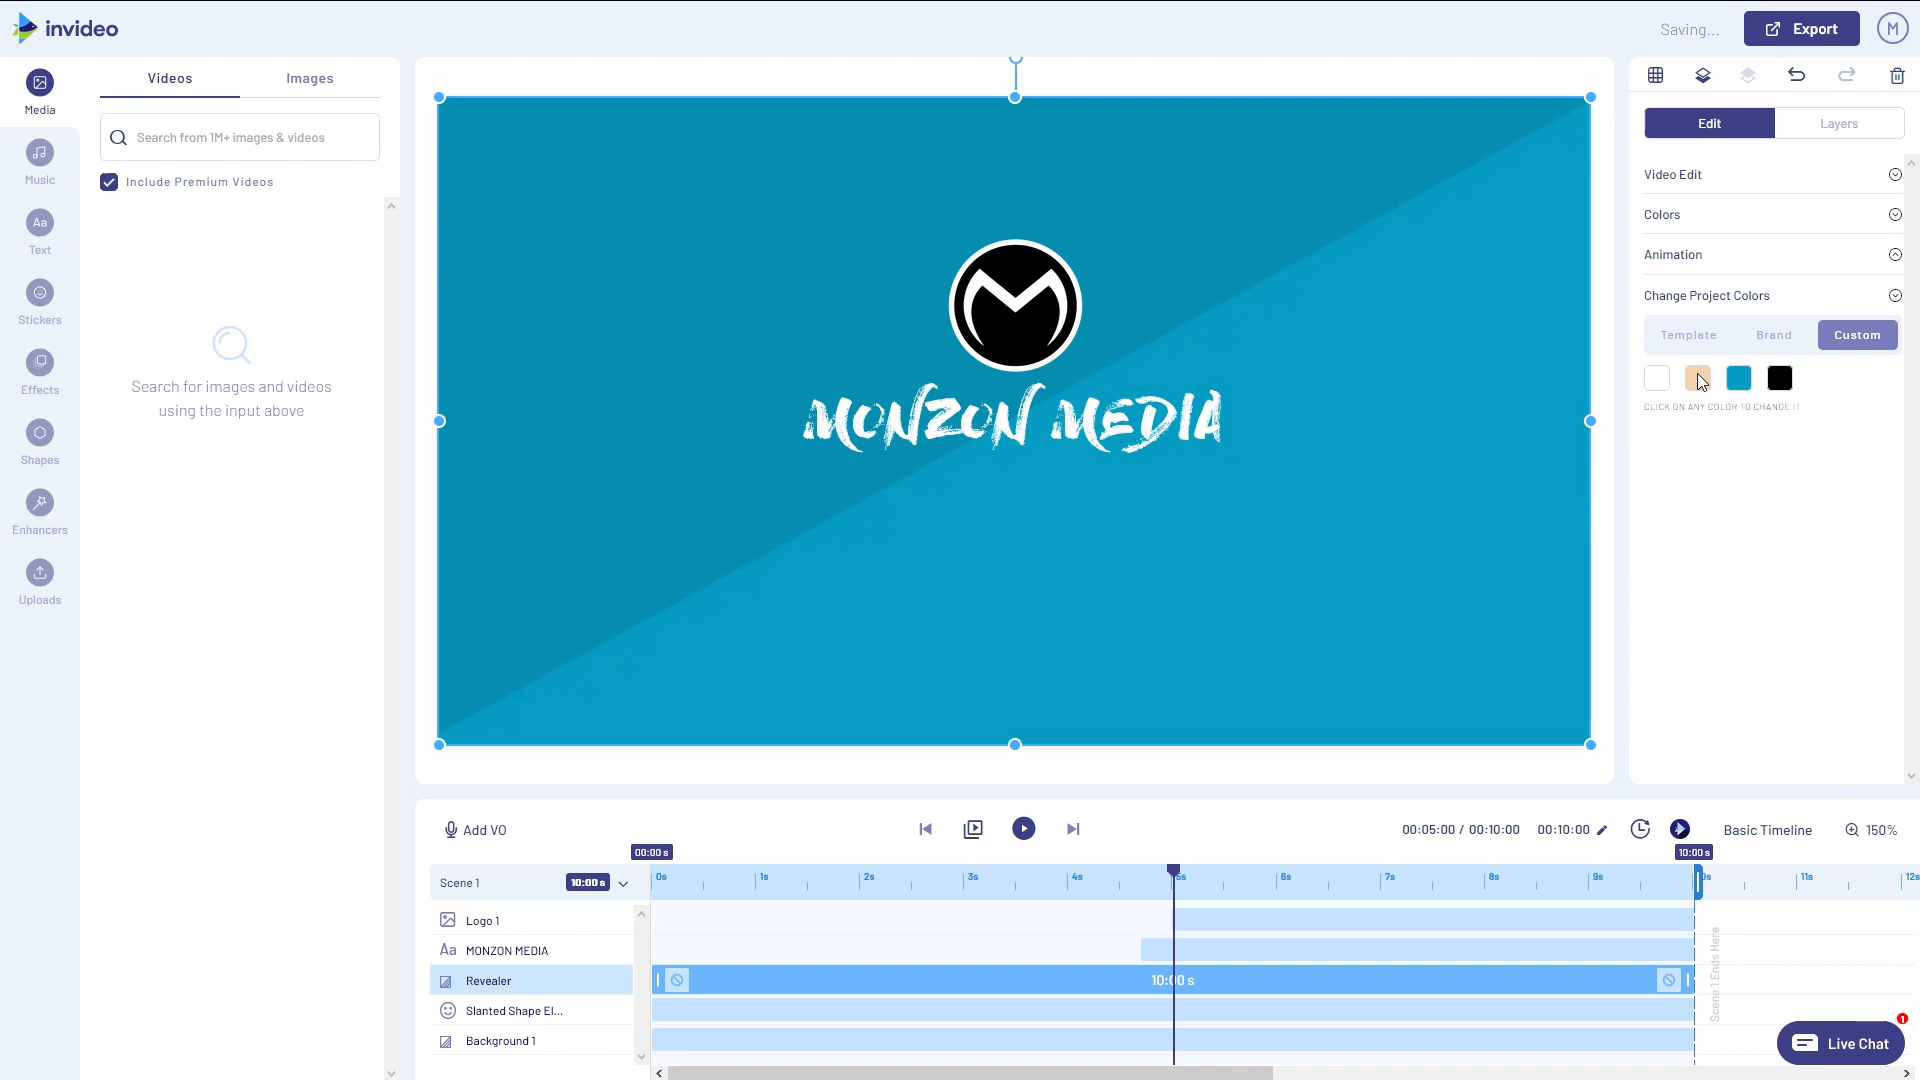 invideo
Saving...
Export
M
Media
Music
Aa
Text
Stickers
Effects
Shapes
Enhancers
Uploads
Videos
Images
Search from 1M+ images & videos
Include Premium Videos
Search for images and videos
using the input above
MONZON MEDIA
Edit
Layers
Video Edit
Colors
Animation
Change Project Colors
Template
Brand
Custom
CLICK ON ANY COLOR TO CHANGE IT
Add VO
00:05:00 / 00:10:00
00:10:00
Basic Timeline
150%
00:00 s
10:00 s
Scene 1
10:00 s
0s
1s
2s
3s
4s
5s
6s
7s
8s
9s
0s
11s
12s
Logo 1
Aa MONZON MEDIA
Revealer
10:00 s
Slanted Shape El...
Background 1
Scene 1 Ends Here
1
Live Chat